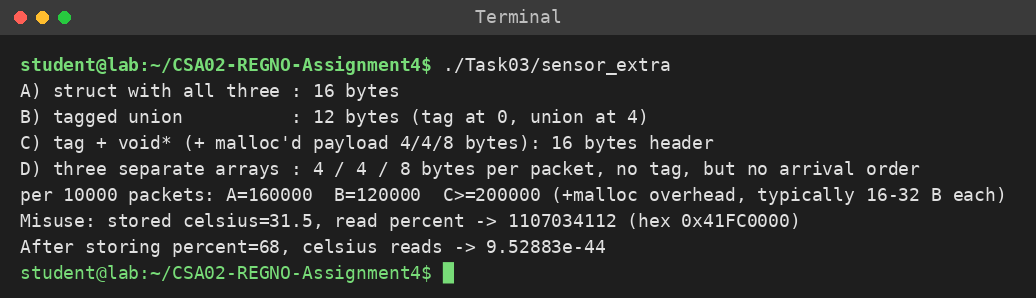 Terminal
student@lab:~/CSA02-REGNO-Assignment4$ ./Task03/sensor_extra
A) struct with all three : 16 bytes
B) tagged union          : 12 bytes (tag at 0, union at 4)
C) tag + void* (+ malloc'd payload 4/4/8 bytes): 16 bytes header
D) three separate arrays : 4 / 4 / 8 bytes per packet, no tag, but no arrival order
per 10000 packets: A=160000  B=120000  C>=200000 (+malloc overhead, typically 16-32 B each)
Misuse: stored celsius=31.5, read percent -> 1107034112 (hex 0x41FC0000)
After storing percent=68, celsius reads -> 9.52883e-44
student@lab:~/CSA02-REGNO-Assignment4$